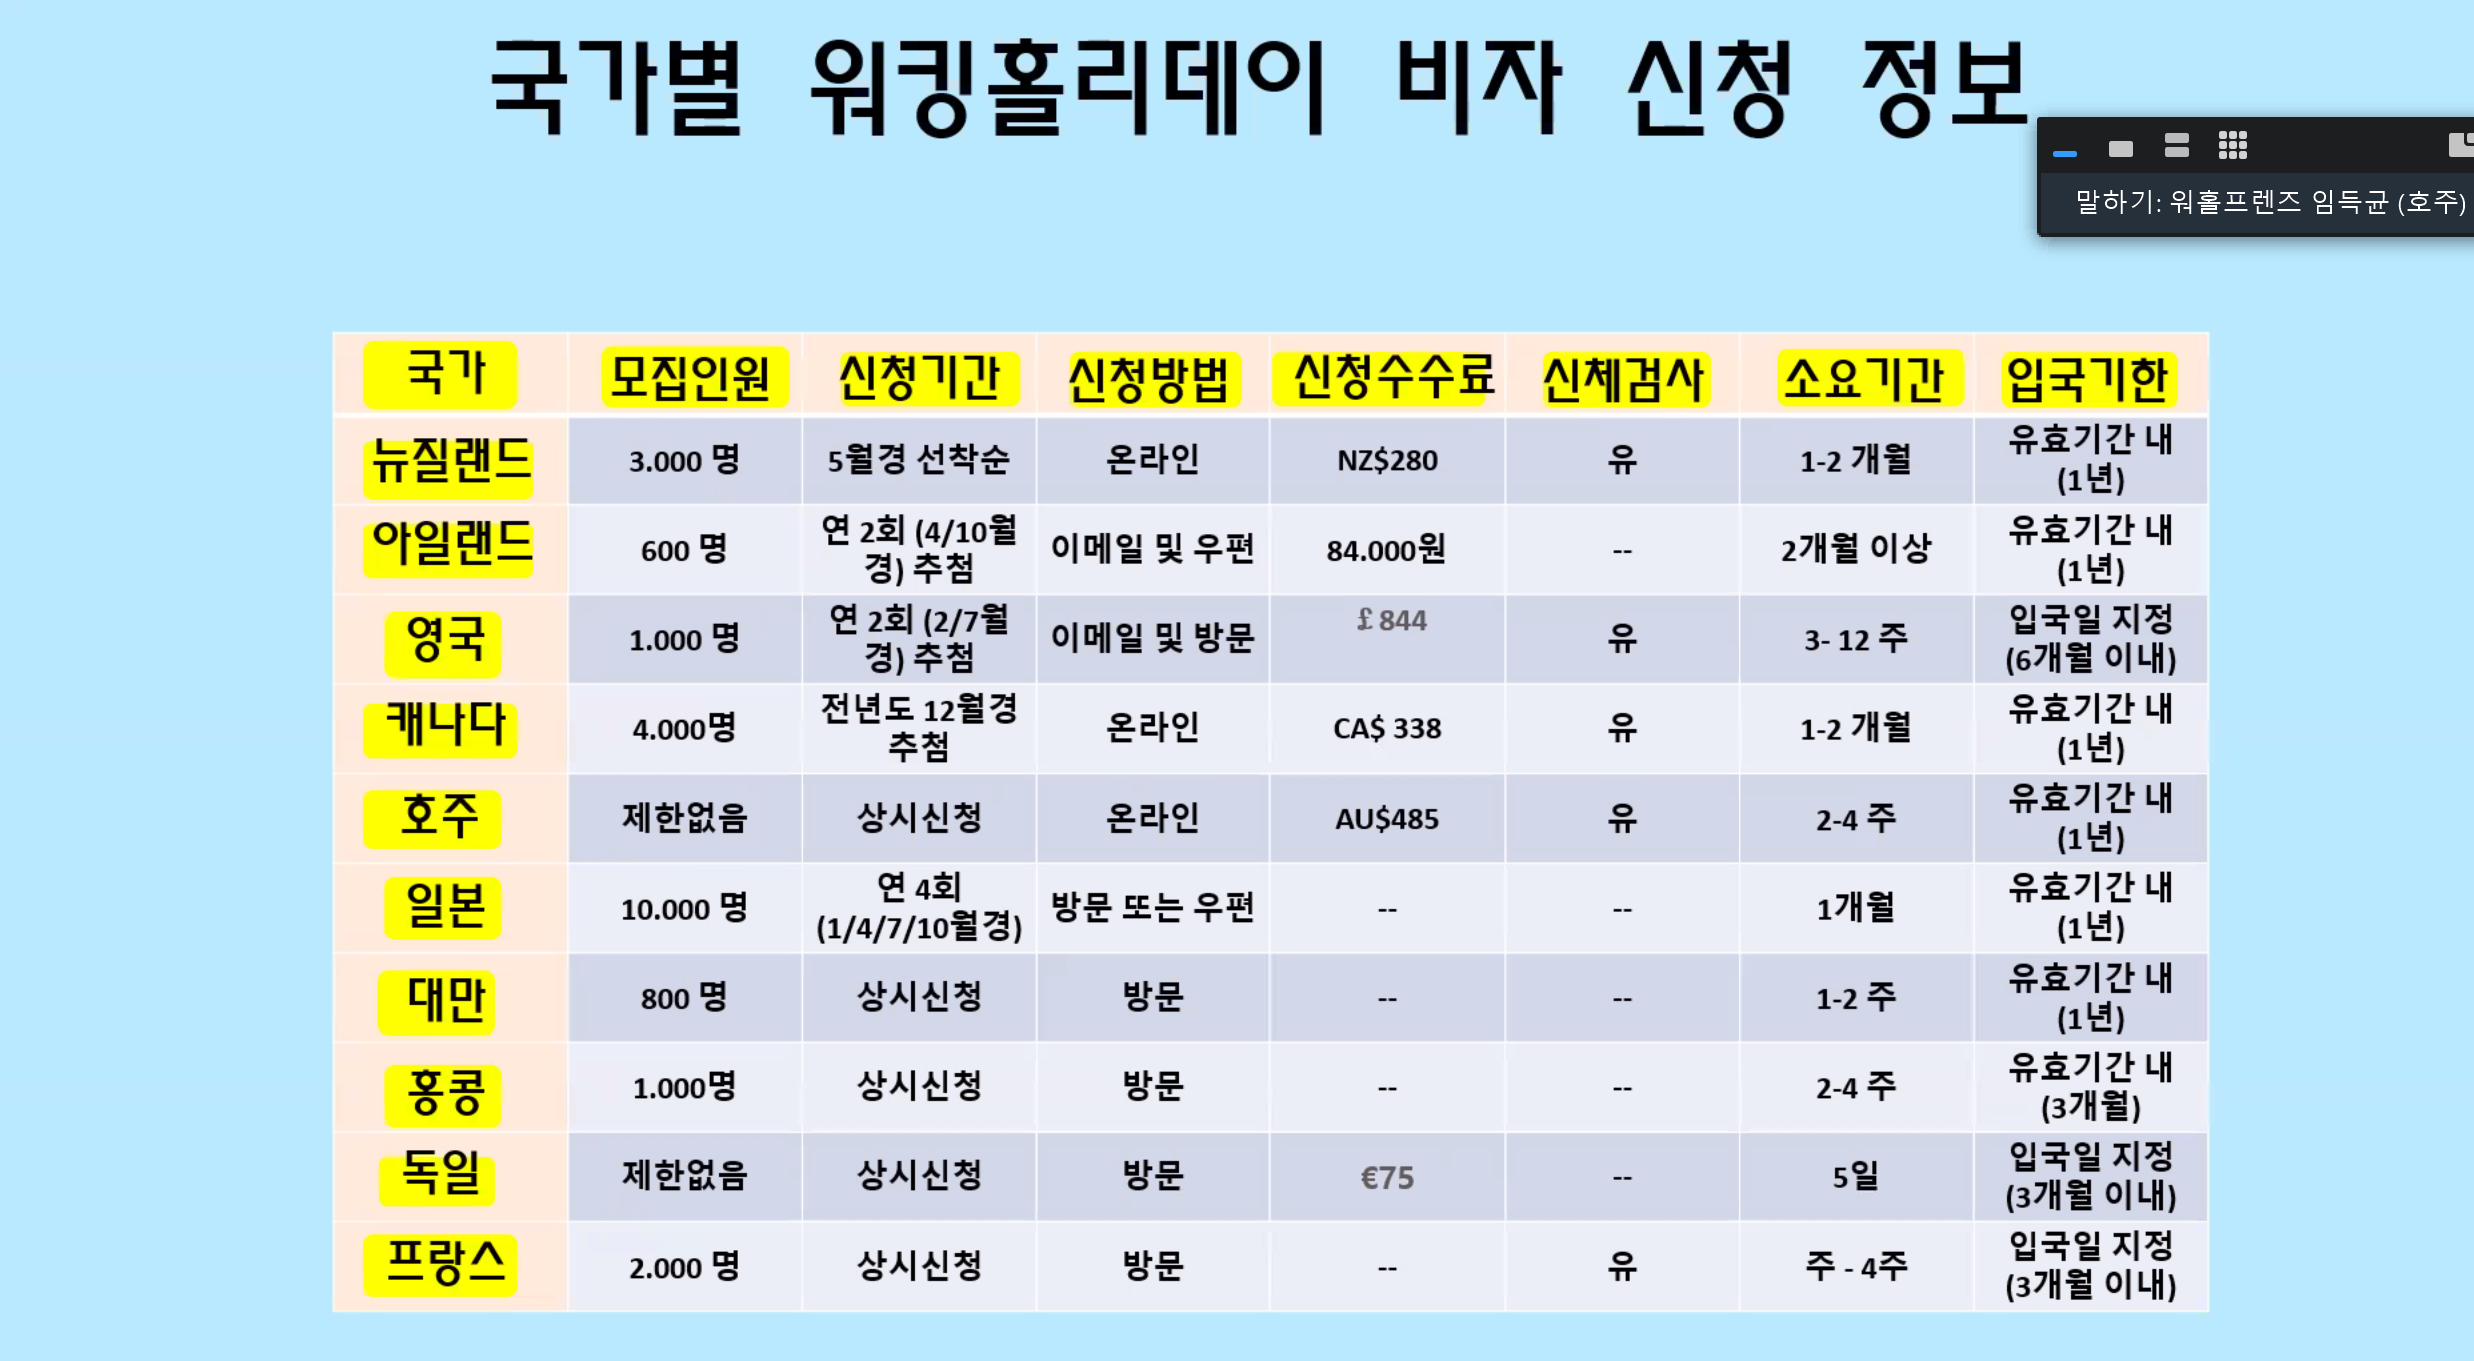 국가별 워킹홀리데이 비자 신청 정보
말하기: 워홀프렌즈 임득균 (호주)
국가 모집인원 신청기간 신청방법 신청수수료 신체검사 소요기간 입국기한
뉴질랜드 3.000 명 5월경 선착순 온라인 NZ$280 유 1-2 개월 유효기간 내
(1년)
아일랜드 600 명 연 2회 (4/10월
경) 추첨 이메일 및 우편 84.000원 -- 2개월 이상 유효기간 내
(1년)
영국 1.000 명 연 2회 (2/7월
경) 추첨 이메일 및 방문 £ 844 유 3- 12 주 입국일 지정
(6개월 이내)
캐나다 4.000명 전년도 12월경
추첨 온라인 CA$ 338 유 1-2 개월 유효기간 내
(1년)
호주 제한없음 상시신청 온라인 AU$485 유 2-4 주 유효기간 내
(1년)
일본 10.000 명 연 4회
(1/4/7/10월경) 방문 또는 우편 -- -- 1개월 유효기간 내
(1년)
대만 800 명 상시신청 방문 -- -- 1-2 주 유효기간 내
(1년)
홍콩 1.000명 상시신청 방문 -- -- 2-4 주 유효기간 내
(3개월)
독일 제한없음 상시신청 방문 €75 -- 5일 입국일 지정
(3개월 이내)
프랑스 2.000 명 상시신청 방문 -- 유 주 - 4주 입국일 지정
(3개월 이내)